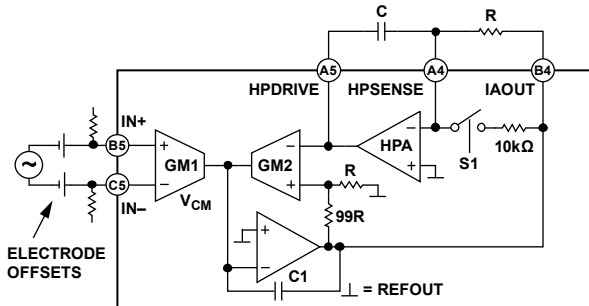 C
R
A5
A4
B4
HPDRIVE
HPSENSE
IAOUT
IN+
B5
+
GM1
–
C5
IN–
VCM
–
GM2
+
HPA
–
+
S1
10kΩ
R
99R
+
–
C1
= REFOUT
ELECTRODE
OFFSETS